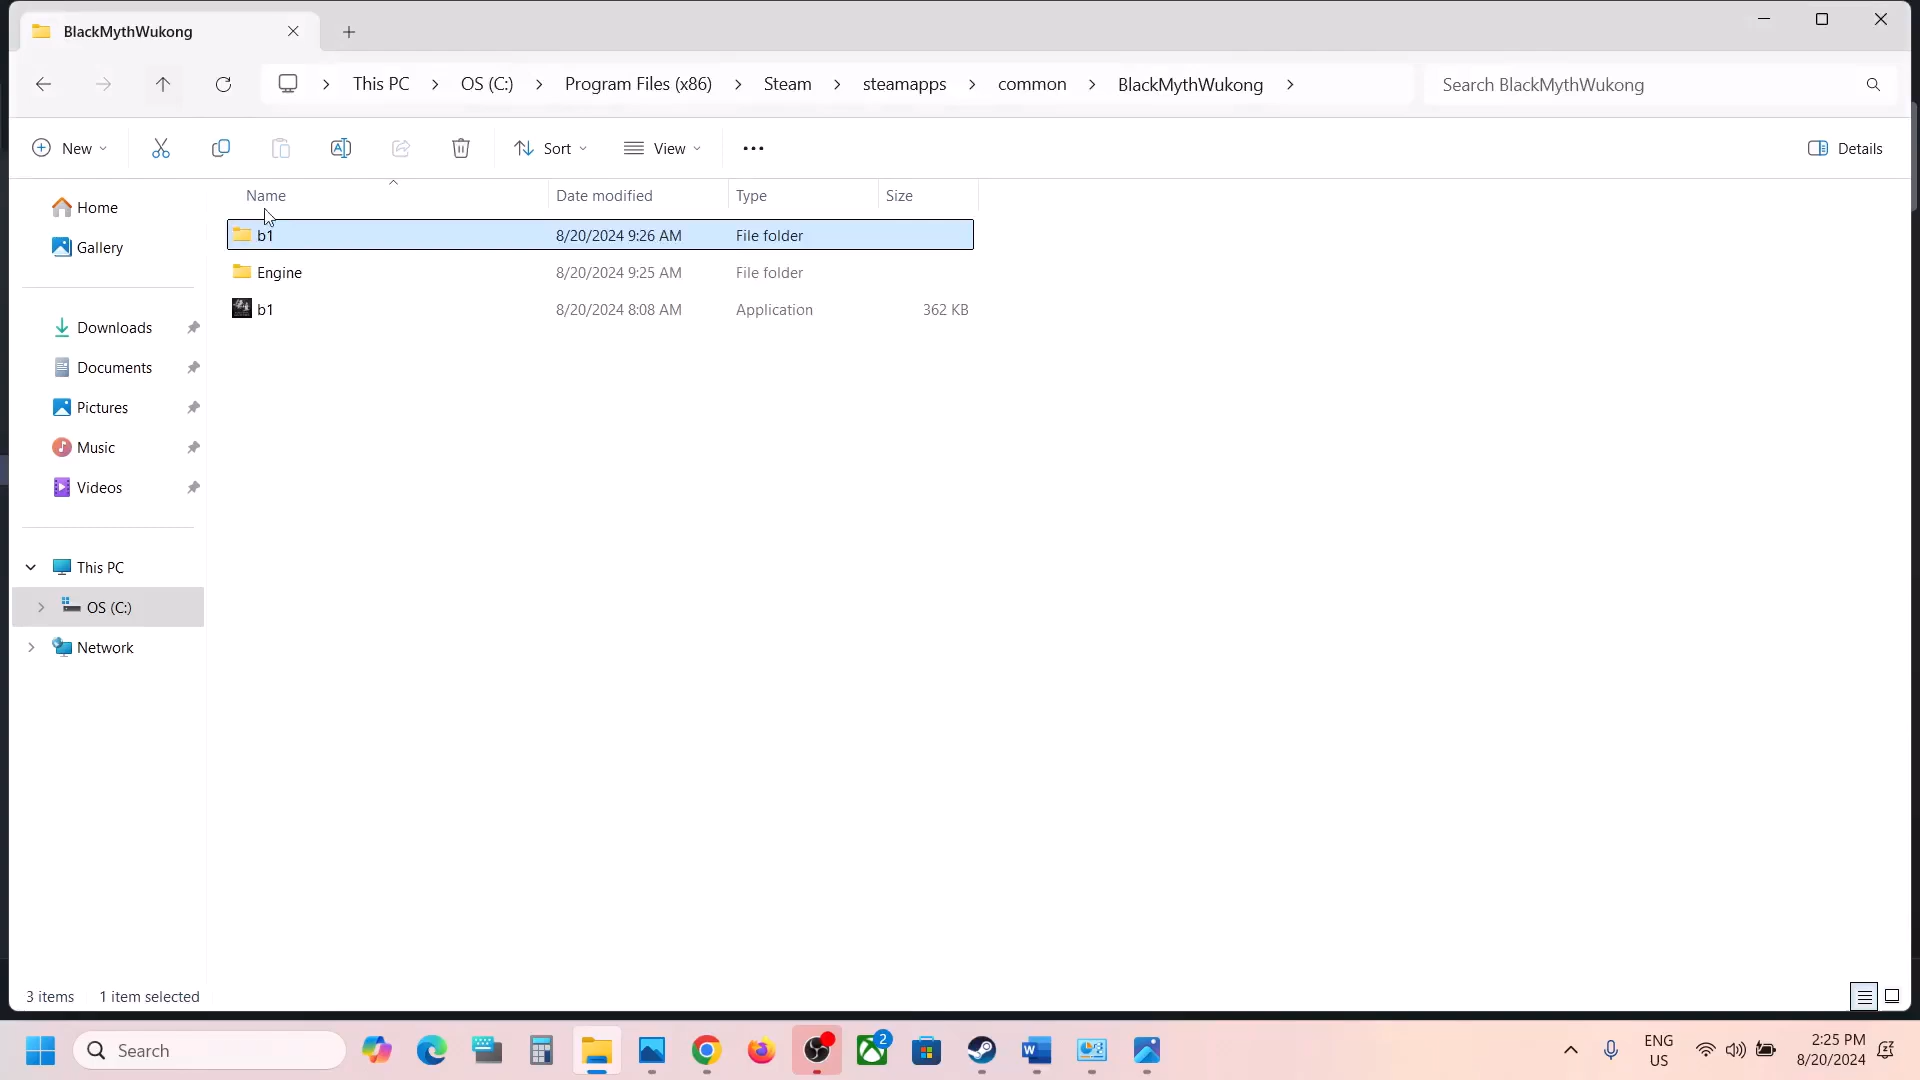 BlackMythWukong
This PC > OS (C:) > Program Files (x86) > Steam > steamapps > common > BlackMythWukong >
Search BlackMythWukong
New
Sort
View
Details
Name
Date modified
Type
Size
b1
8/20/2024 9:26 AM
File folder
Engine
8/20/2024 9:25 AM
File folder
b1
8/20/2024 8:08 AM
Application
362 KB
Home
Gallery
Downloads
Documents
Pictures
Music
Videos
This PC
OS (C:)
Network
3 items
1 item selected
Search
2
ENG
US
2:25 PM
8/20/2024